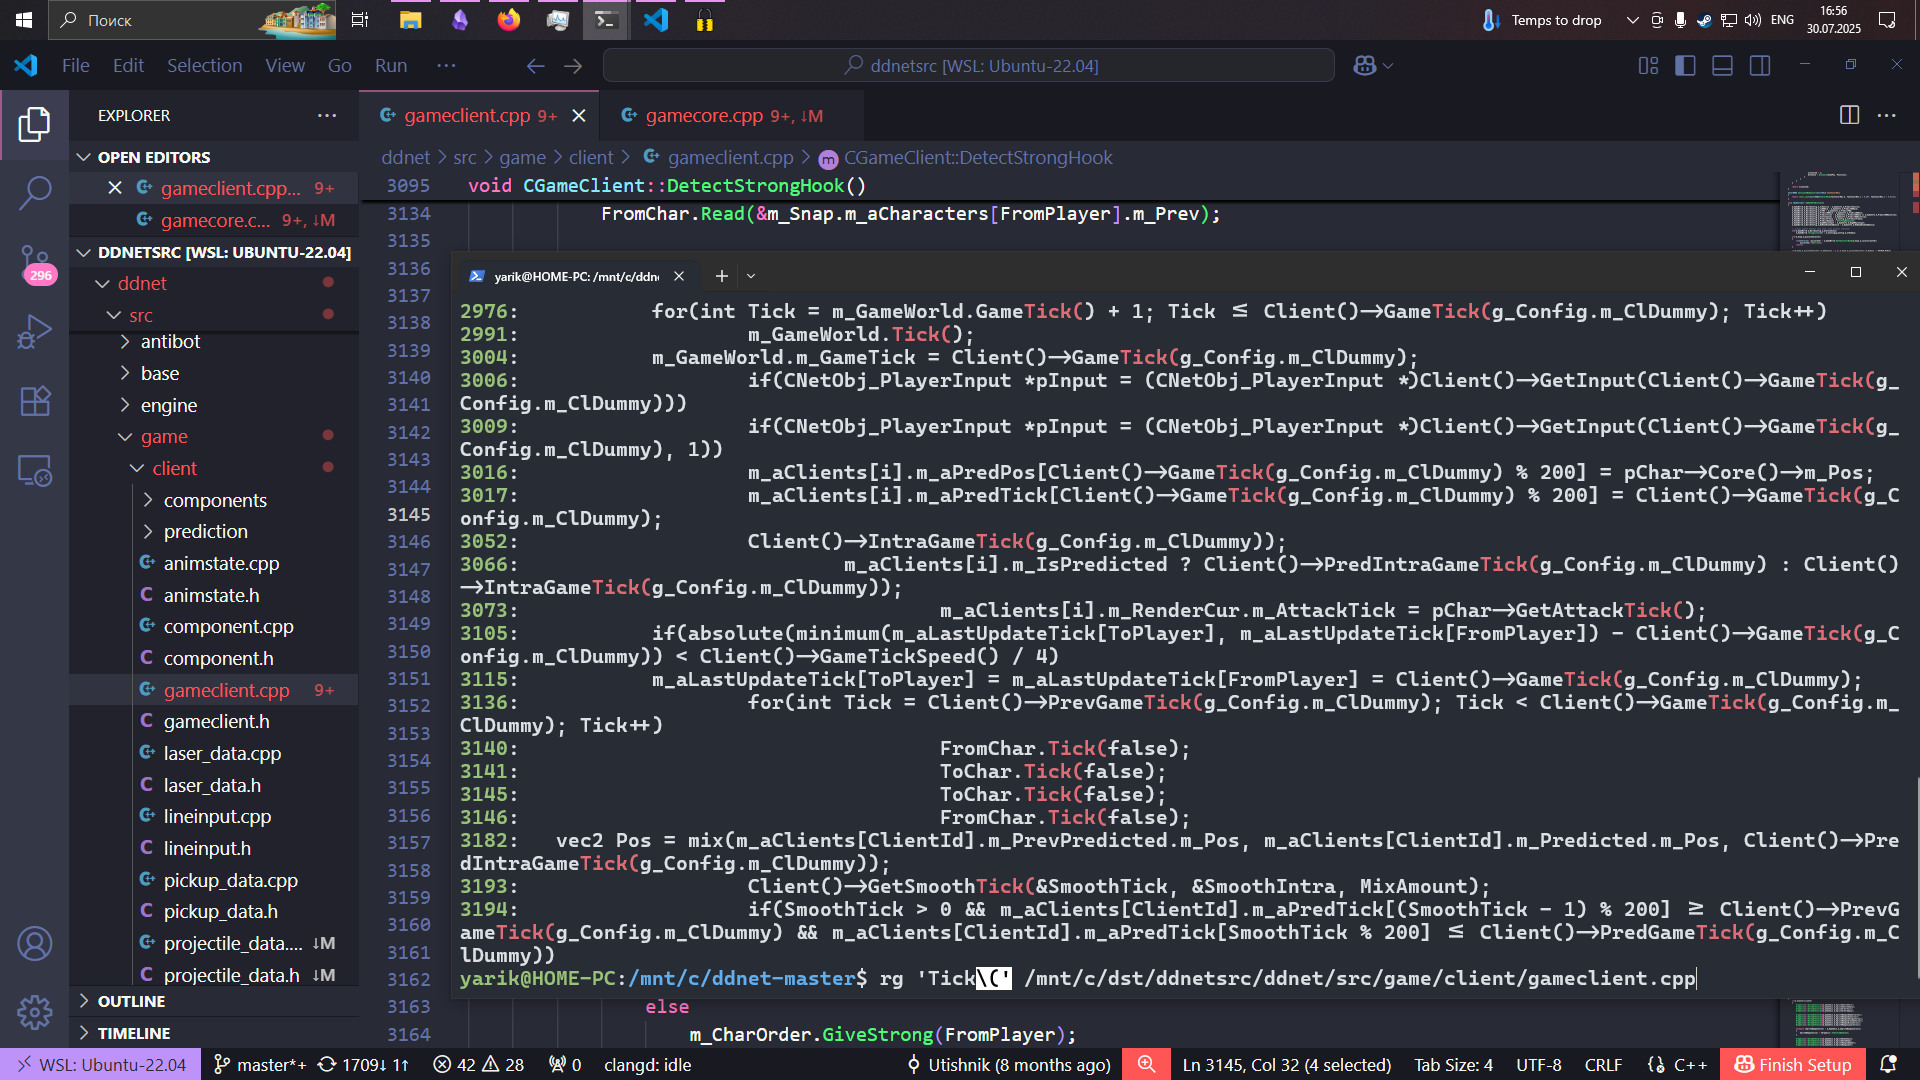 Поиск
Temps to drop
ENG
16:56
30.07.2025
File Edit Selection View Go Run ···
ddnetsrc [WSL: Ubuntu-22.04]
EXPLORER
gameclient.cpp 9+
gamecore.cpp 9+, ↓M
OPEN EDITORS
gameclient.cpp... 9+
gamecore.c... 9+, ↓M
DDNETSRC [WSL: UBUNTU-22.04]
ddnet
src
antibot
base
engine
game
client
components
prediction
animstate.cpp
animstate.h
component.cpp
component.h
gameclient.cpp 9+
gameclient.h
laser_data.cpp
laser_data.h
lineinput.cpp
lineinput.h
pickup_data.cpp
pickup_data.h
projectile_data.... ↓M
projectile_data.h ↓M
OUTLINE
TIMELINE
296
ddnet > src > game > client > gameclient.cpp > CGameClient::DetectStrongHook
3095 void CGameClient::DetectStrongHook()
3134 FromChar.Read(&m_Snap.m_aCharacters[FromPlayer].m_Prev);
3135
3136
3137
3138
3139
3140
3141
3142
3143
3144
3145
3146
3147
3148
3149
3150
3151
3152
3153
3154
3155
3156
3157
3158
3159
3160
3161
3162
3163 else
3164 m_CharOrder.GiveStrong(FromPlayer);
yarik@HOME-PC: /mnt/c/ddne
2976: for(int Tick = m_GameWorld.GameTick() + 1; Tick <= Client()->GameTick(g_Config.m_ClDummy); Tick++)
2991: m_GameWorld.Tick();
3004: m_GameWorld.m_GameTick = Client()->GameTick(g_Config.m_ClDummy);
3006: if(CNetObj_PlayerInput *pInput = (CNetObj_PlayerInput *)Client()->GetInput(Client()->GameTick(g_
Config.m_ClDummy)))
3009: if(CNetObj_PlayerInput *pInput = (CNetObj_PlayerInput *)Client()->GetInput(Client()->GameTick(g_
Config.m_ClDummy), 1))
3016: m_aClients[i].m_aPredPos[Client()->GameTick(g_Config.m_ClDummy) % 200] = pChar->Core()->m_Pos;
3017: m_aClients[i].m_aPredTick[Client()->GameTick(g_Config.m_ClDummy) % 200] = Client()->GameTick(g_C
onfig.m_ClDummy);
3052: Client()->IntraGameTick(g_Config.m_ClDummy));
3066: m_aClients[i].m_IsPredicted ? Client()->PredIntraGameTick(g_Config.m_ClDummy) : Client()
->IntraGameTick(g_Config.m_ClDummy));
3073: m_aClients[i].m_RenderCur.m_AttackTick = pChar->GetAttackTick();
3105: if(absolute(minimum(m_aLastUpdateTick[ToPlayer], m_aLastUpdateTick[FromPlayer]) - Client()->GameTick(g_C
onfig.m_ClDummy)) < Client()->GameTickSpeed() / 4)
3115: m_aLastUpdateTick[ToPlayer] = m_aLastUpdateTick[FromPlayer] = Client()->GameTick(g_Config.m_ClDummy);
3136: for(int Tick = Client()->PrevGameTick(g_Config.m_ClDummy); Tick < Client()->GameTick(g_Config.m_
ClDummy); Tick++)
3140: FromChar.Tick(false);
3141: ToChar.Tick(false);
3145: ToChar.Tick(false);
3146: FromChar.Tick(false);
3182: vec2 Pos = mix(m_aClients[ClientId].m_PrevPredicted.m_Pos, m_aClients[ClientId].m_Predicted.m_Pos, Client()->Pre
dIntraGameTick(g_Config.m_ClDummy));
3193: Client()->GetSmoothTick(&SmoothTick, &SmoothIntra, MixAmount);
3194: if(SmoothTick > 0 && m_aClients[ClientId].m_aPredTick[(SmoothTick - 1) % 200] >= Client()->PrevG
ameTick(g_Config.m_ClDummy) && m_aClients[ClientId].m_aPredTick[SmoothTick % 200] <= Client()->PredGameTick(g_Config.m_C
lDummy))
yarik@HOME-PC:/mnt/c/ddnet-master$ rg 'Tick\(' /mnt/c/dst/ddnetsrc/ddnet/src/game/client/gameclient.cpp
WSL: Ubuntu-22.04 master*+ 1709↓ 1↑ 42 28 0 clangd: idle Utishnik (8 months ago) Ln 3145, Col 32 (4 selected) Tab Size: 4 UTF-8 CRLF C++ Finish Setup